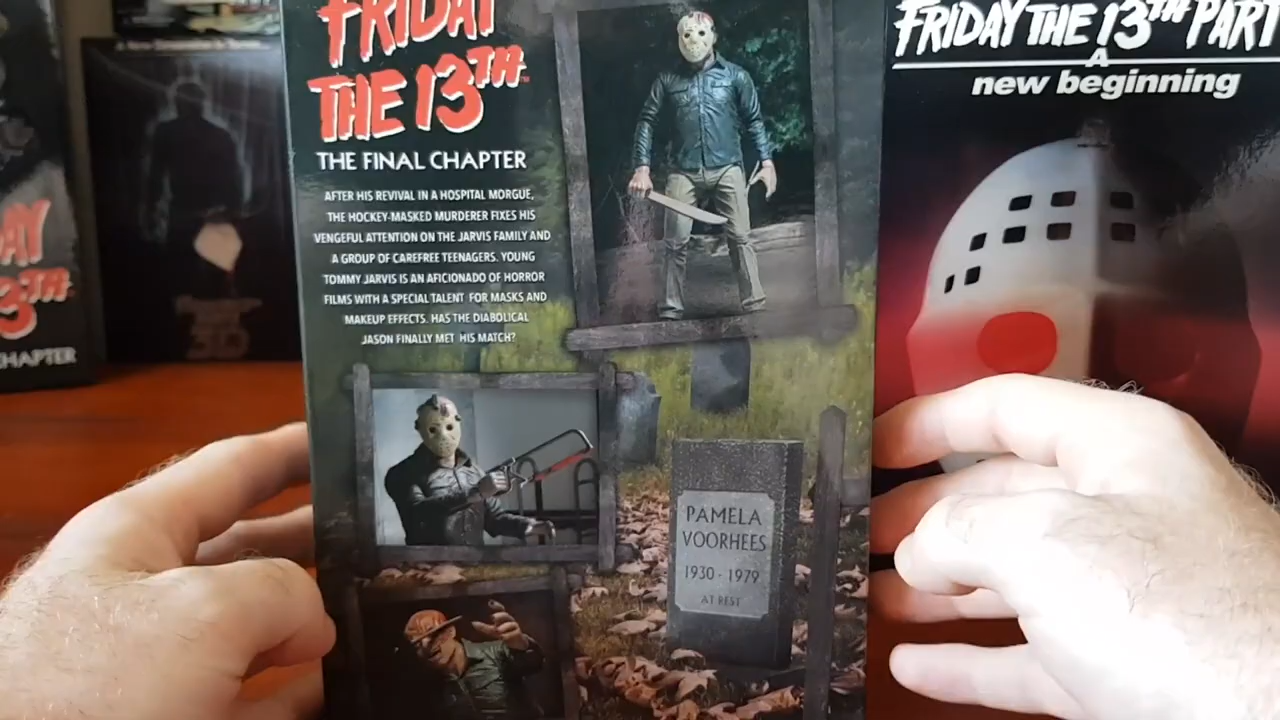 FRIDAY
THE 13TH
THE FINAL CHAPTER
AFTER HIS REVIVAL IN A HOSPITAL MORGUE,
THE HOCKEY-MASKED MURDERER FIXES HIS
VENGEFUL ATTENTION ON THE JARVIS FAMILY AND
A GROUP OF CAREFREE TEENAGERS. YOUNG
TOMMY JARVIS IS AN AFICIONADO OF HORROR
FILMS WITH A SPECIAL TALENT FOR MASKS AND
MAKEUP EFFECTS. HAS THE DIABOLICAL
JASON FINALLY MET HIS MATCH?
PAMELA
VOORHEES
1930 - 1979
AT REST
FRIDAY THE 13TH PART
A
new beginning
AY
3TH
CHAPTER
3D